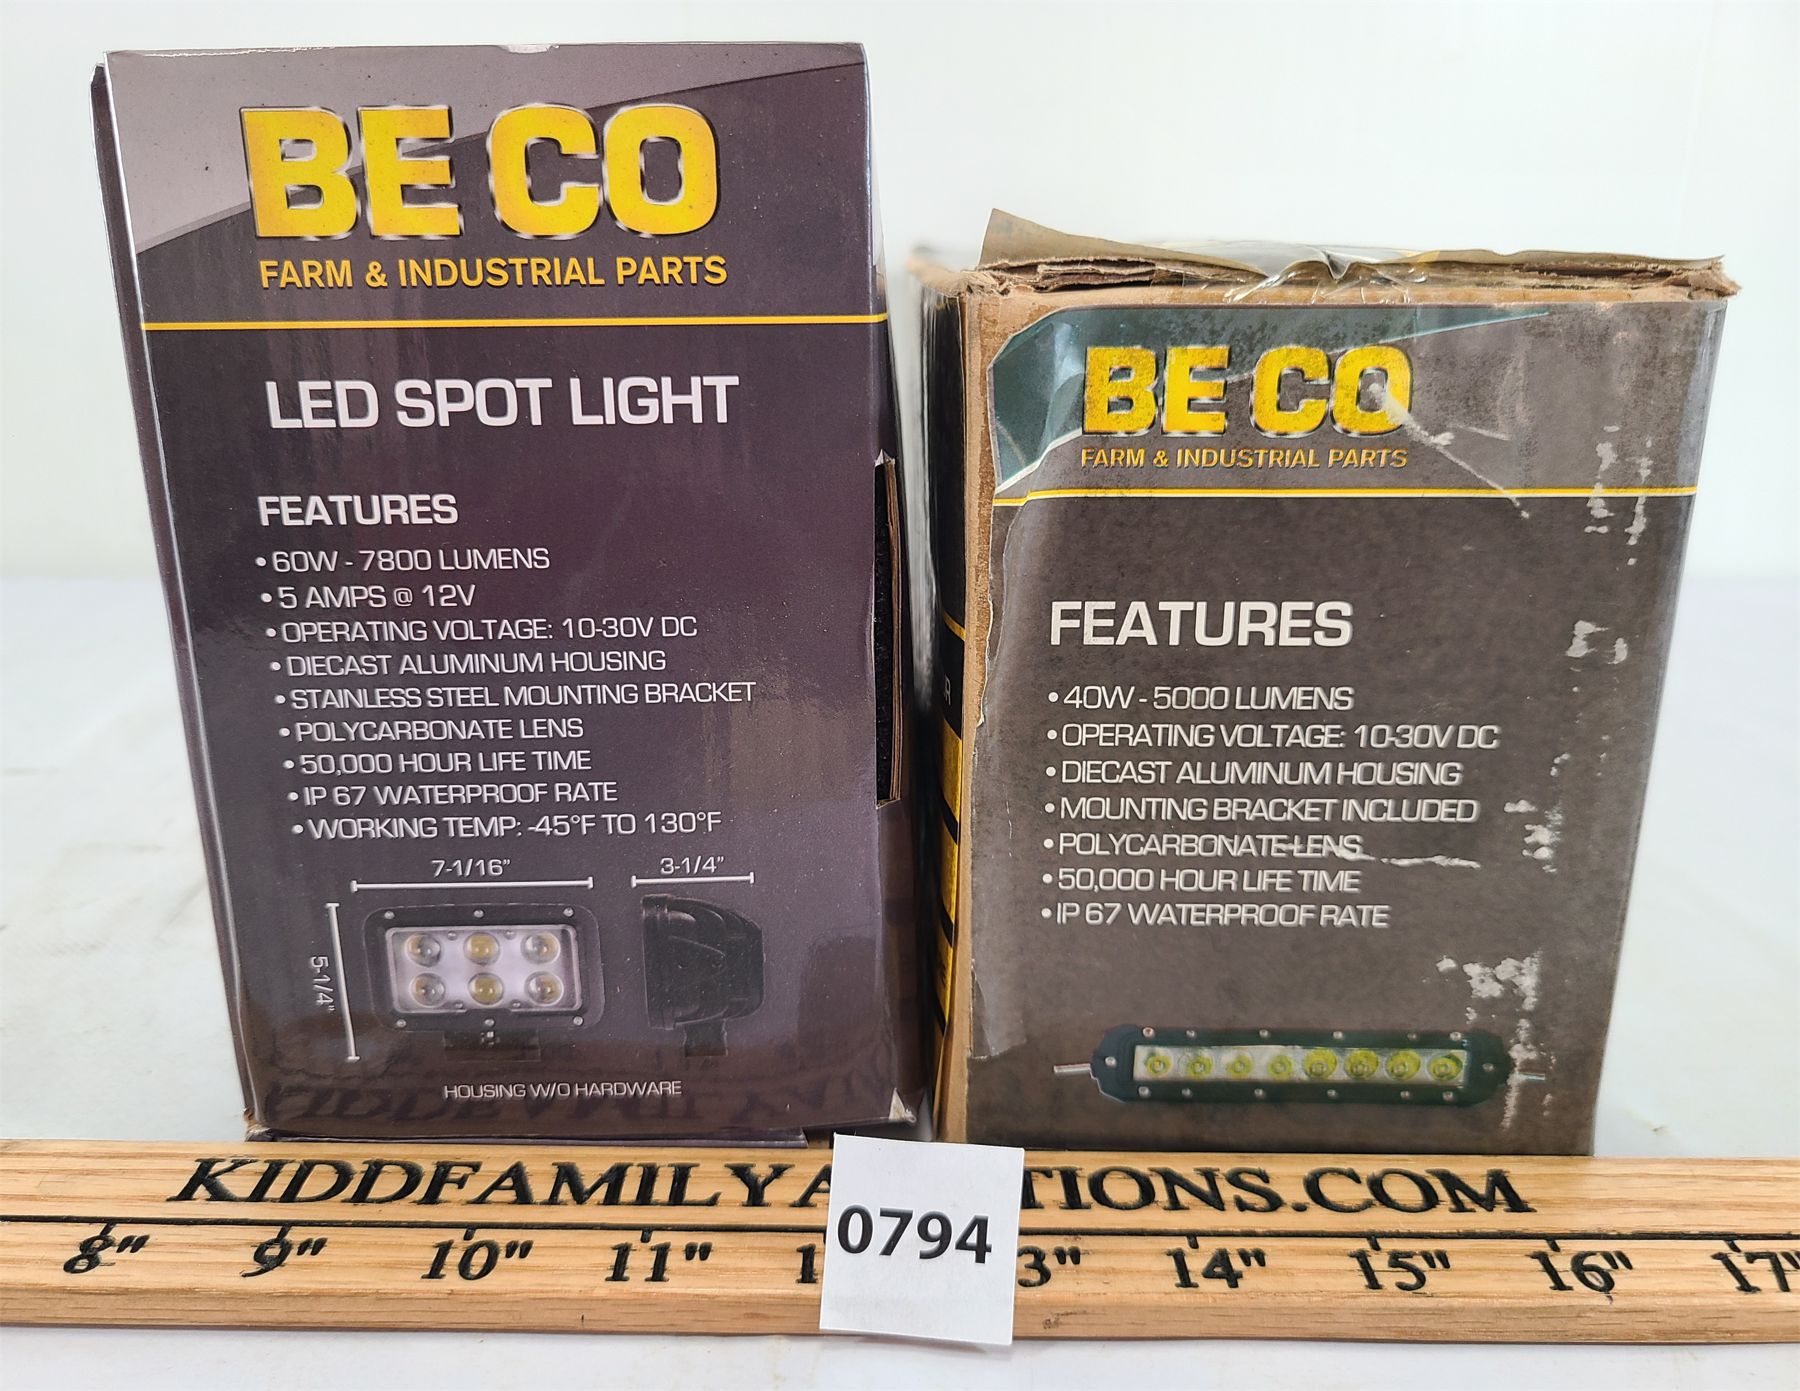 BE CO
FARM & INDUSTRIAL PARTS
LED SPOT LIGHT
FEATURES
• 60W - 7800 LUMENS
• 5 AMPS @ 12V
• OPERATING VOLTAGE: 10-30V DC
• DIECAST ALUMINUM HOUSING
• STAINLESS STEEL MOUNTING BRACKET
• POLYCARBONATE LENS
• 50,000 HOUR LIFE TIME
• IP 67 WATERPROOF RATE
• WORKING TEMP: -45°F TO 130°F
7-1/16"
3-1/4"
5-1/4"
HOUSING W/O HARDWARE
BE CO
FARM & INDUSTRIAL PARTS
FEATURES
• 40W - 5000 LUMENS
• OPERATING VOLTAGE: 10-30V DC
• DIECAST ALUMINUM HOUSING
• MOUNTING BRACKET INCLUDED
• POLYCARBONATE LENS
• 50,000 HOUR LIFE TIME
• IP 67 WATERPROOF RATE
KIDDFAMILYA TIONS.COM
0794
8" 9" 10" 11" 1 3" 14" 15" 16" 17"